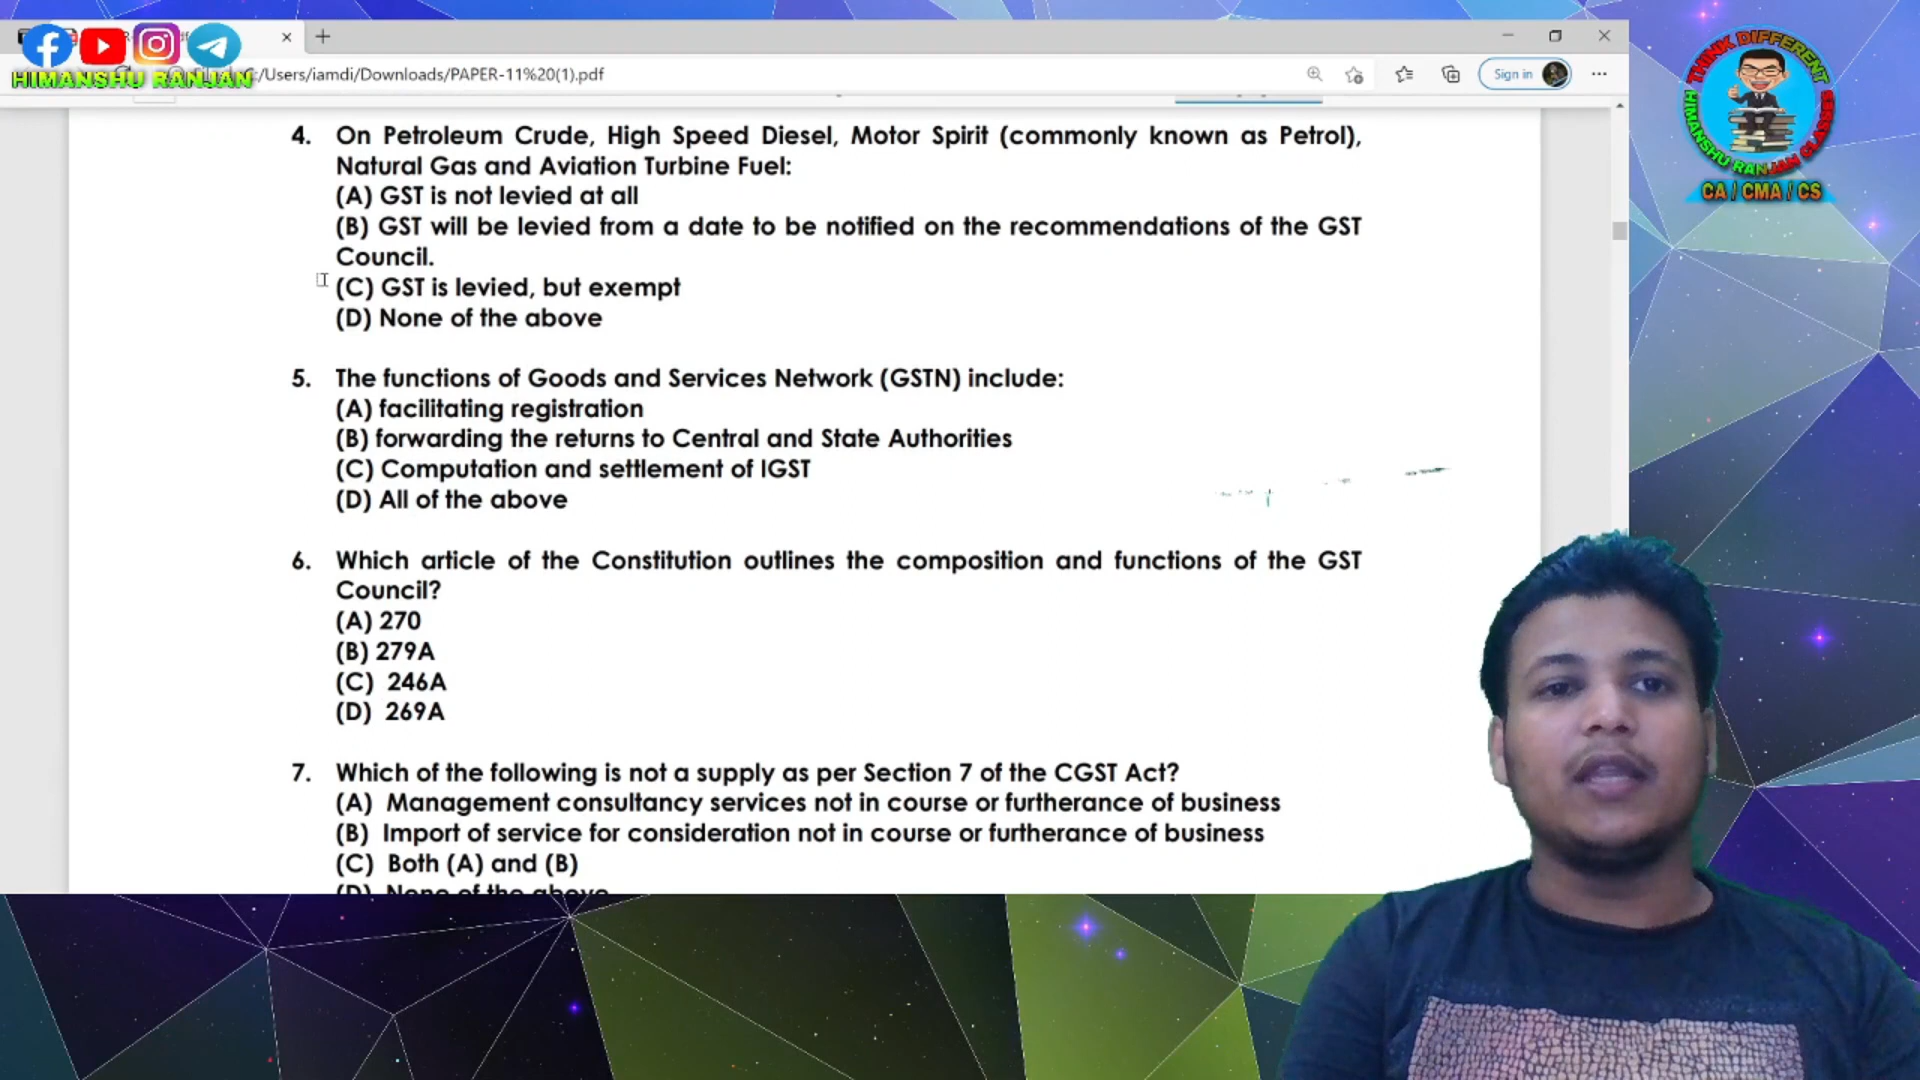 HIMANSHU RANJAN
:/Users/iamdi/Downloads/PAPER-11%20(1).pdf
Sign in
THINK DIFFERENT
HIMANSHU RANJAN CLASSES
CA / CMA / CS
4. On Petroleum Crude, High Speed Diesel, Motor Spirit (commonly known as Petrol),
Natural Gas and Aviation Turbine Fuel:
(A) GST is not levied at all
(B) GST will be levied from a date to be notified on the recommendations of the GST
Council.
(C) GST is levied, but exempt
(D) None of the above
5. The functions of Goods and Services Network (GSTN) include:
(A) facilitating registration
(B) forwarding the returns to Central and State Authorities
(C) Computation and settlement of IGST
(D) All of the above
6. Which article of the Constitution outlines the composition and functions of the GST
Council?
(A) 270
(B) 279A
(C) 246A
(D) 269A
7. Which of the following is not a supply as per Section 7 of the CGST Act?
(A) Management consultancy services not in course or furtherance of business
(B) Import of service for consideration not in course or furtherance of business
(C) Both (A) and (B)
(D) None of the above